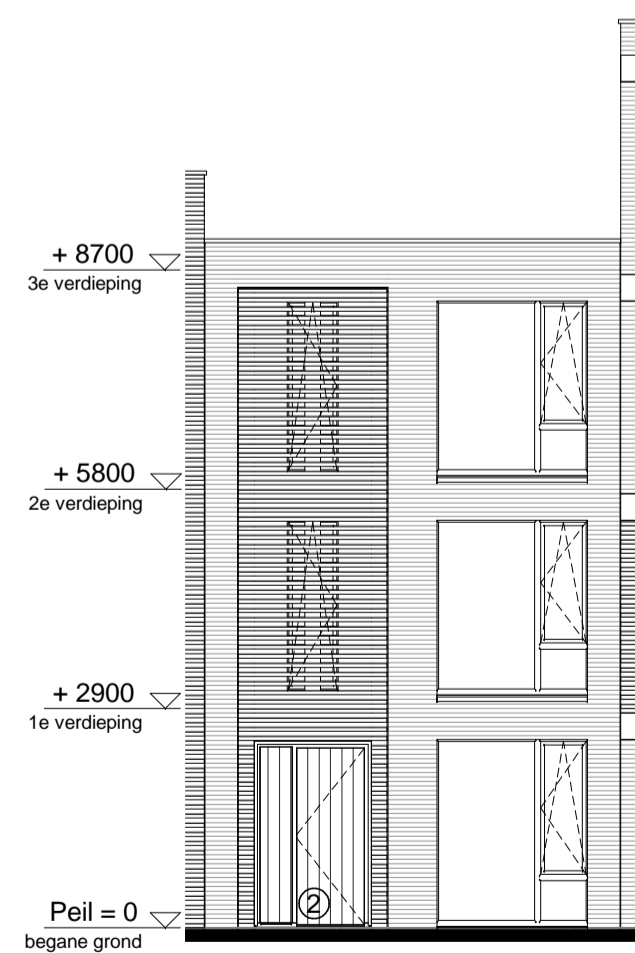 + 8700
3e verdieping
+ 5800
2e verdieping
+ 2900
1e verdieping
2
Peil = 0
begane grond